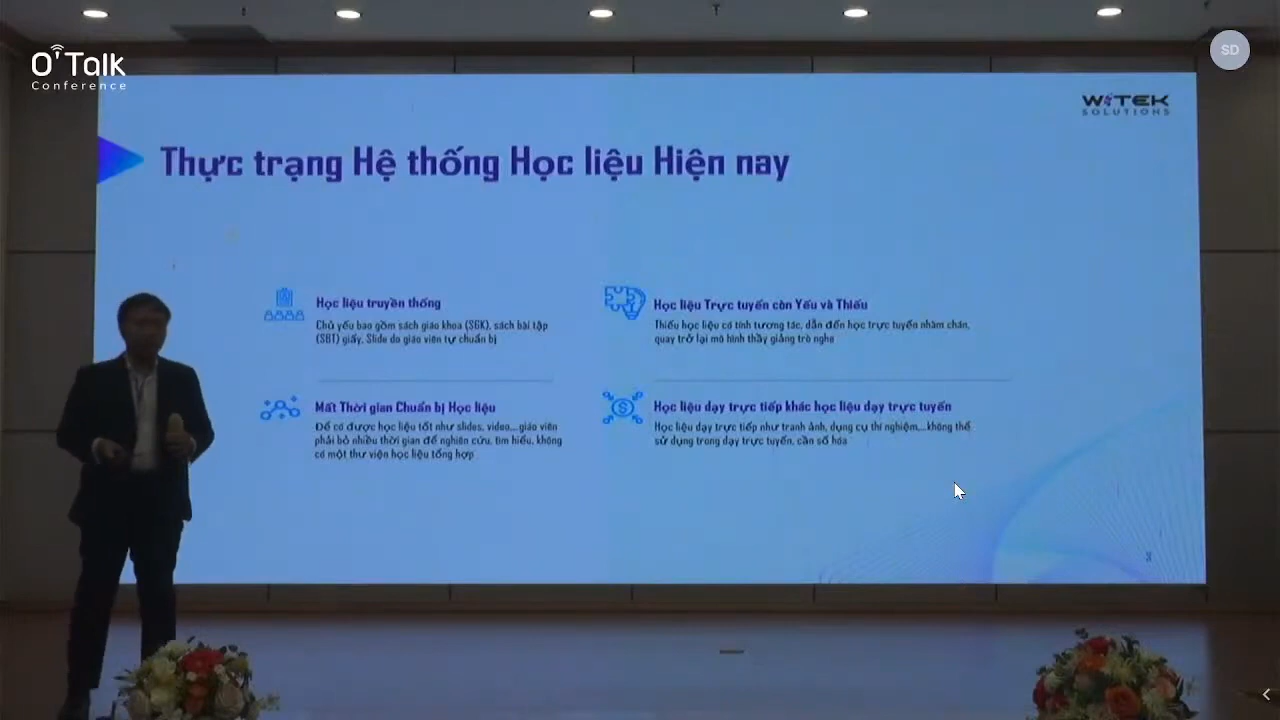 O'Talk
Conference
SD
WITEK
SOLUTIONS
Thực trạng Hệ thống Học liệu Hiện nay
Học liệu truyền thống
Chủ yếu bao gồm sách giáo khoa (SGK), sách bài tập
(SBT) giấy, Slide do giáo viên tự chuẩn bị
Học liệu Trực tuyến còn Yếu và Thiếu
Thiếu học liệu có tính tương tác, dẫn đến học trực tuyến nhàm chán,
quay trở lại mô hình thầy giảng trò nghe
Mất Thời gian Chuẩn bị Học liệu
Để có được học liệu tốt như slides, video,...giáo viên
phải bỏ nhiều thời gian để nghiên cứu, tìm hiểu, không
có một thư viện học liệu tổng hợp
Học liệu dạy trực tiếp khác học liệu dạy trực tuyến
Học liệu dạy trực tiếp như tranh ảnh, dụng cụ thí nghiệm,...không thể
sử dụng trong dạy trực tuyến, cần số hóa
3